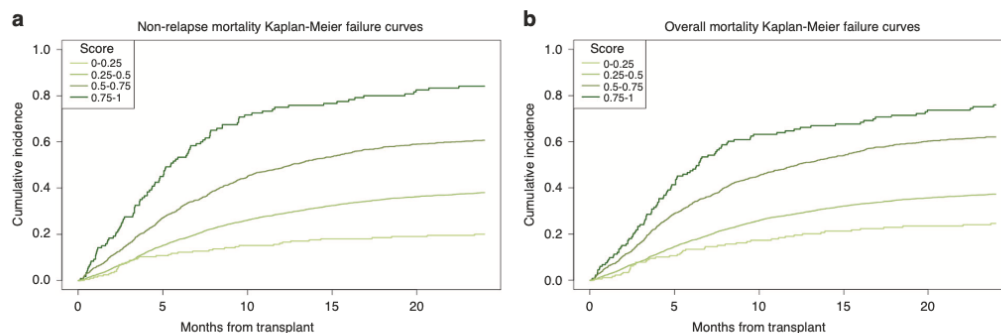 a
Non-relapse mortality Kaplan-Meier failure curves
Score
0-0.25
0.25-0.5
0.5-0.75
0.75-1
1.0
0.8
0.6
0.4
0.2
0.0
Cumulative incidence
0 5 10 15 20
Months from transplant
b
Overall mortality Kaplan-Meier failure curves
Score
0-0.25
0.25-0.5
0.5-0.75
0.75-1
1.0
0.8
0.6
0.4
0.2
0.0
Cumulative incidence
0 5 10 15 20
Months from transplant